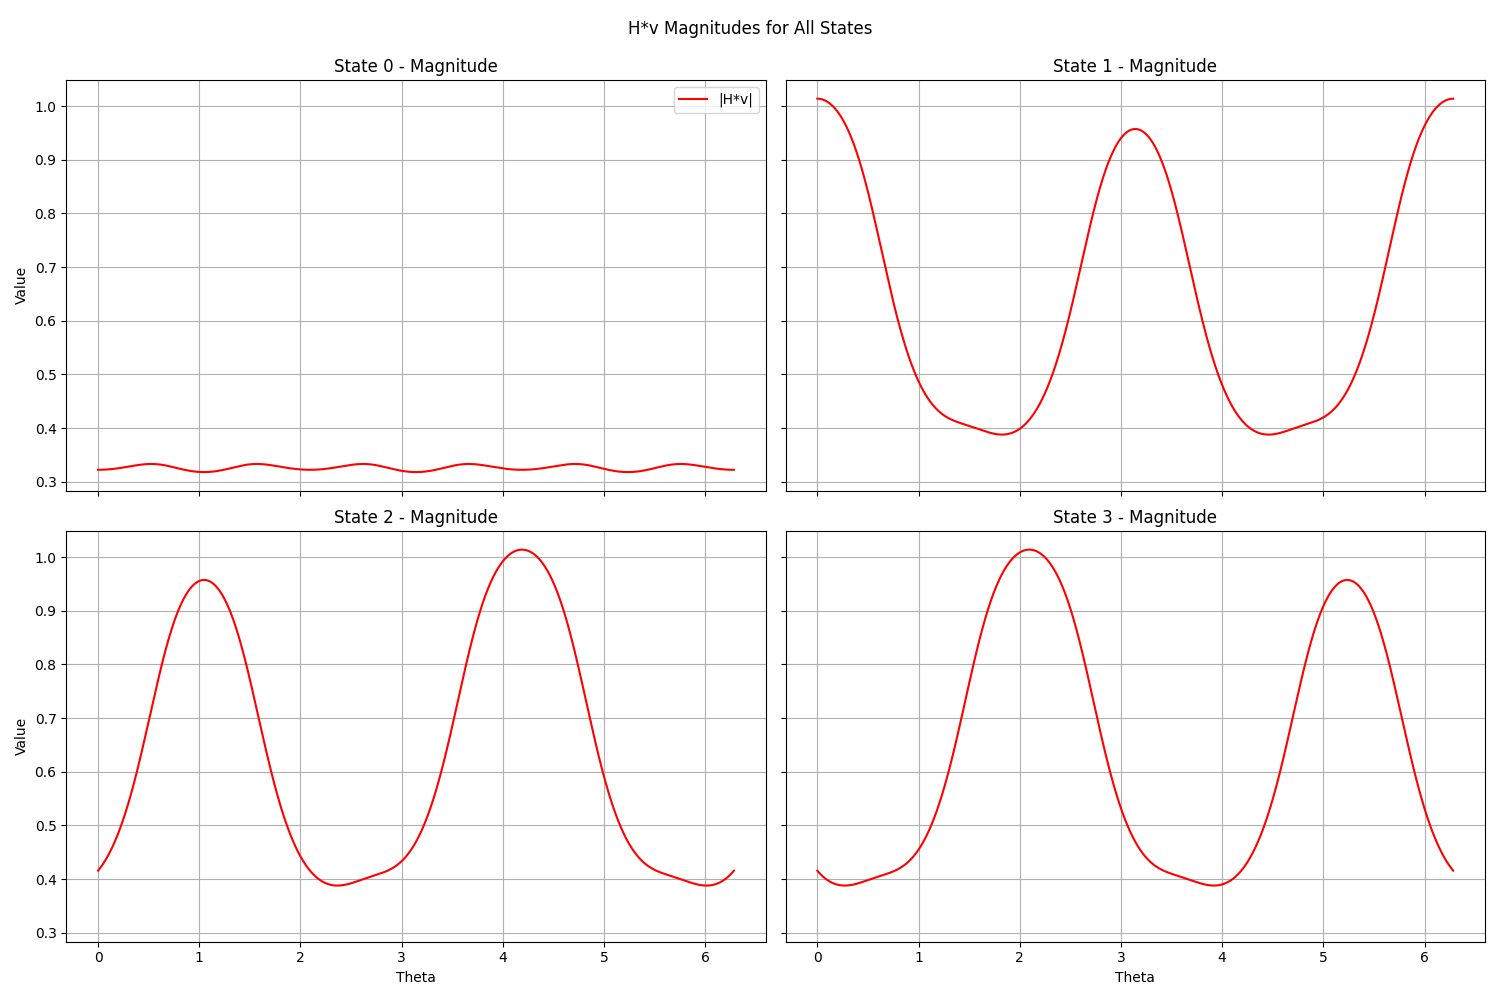 H*v Magnitudes for All States
State 0 - Magnitude
State 1 - Magnitude
|H*v|
1.0
0.9
0.8
0.7
0.6
0.5
0.4
0.3
Value
State 2 - Magnitude
State 3 - Magnitude
1.0
0.9
0.8
0.7
0.6
0.5
0.4
0.3
Value
0 1 2 3 4 5 6
0 1 2 3 4 5 6
Theta
Theta